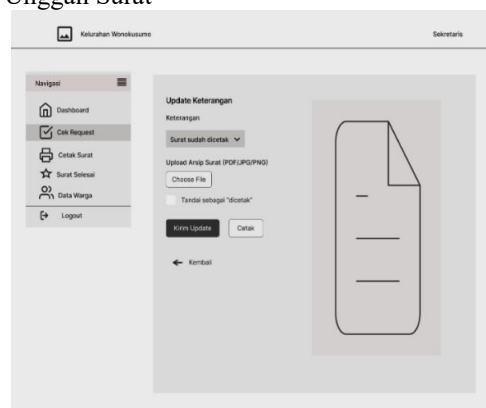 Unggah Surat
Kelurahan Wonokusumo
Sekretaris
Navigasi
Dashboard
Cek Request
Cetak Surat
Surat Selesai
Data Warga
Logout
Update Keterangan
Keterangan
Surat sudah dicetak
Upload Arsip Surat (PDF/JPG/PNG)
Choose File
Tandai sebagai "dicetak"
Kirim Update
Cetak
Kembali